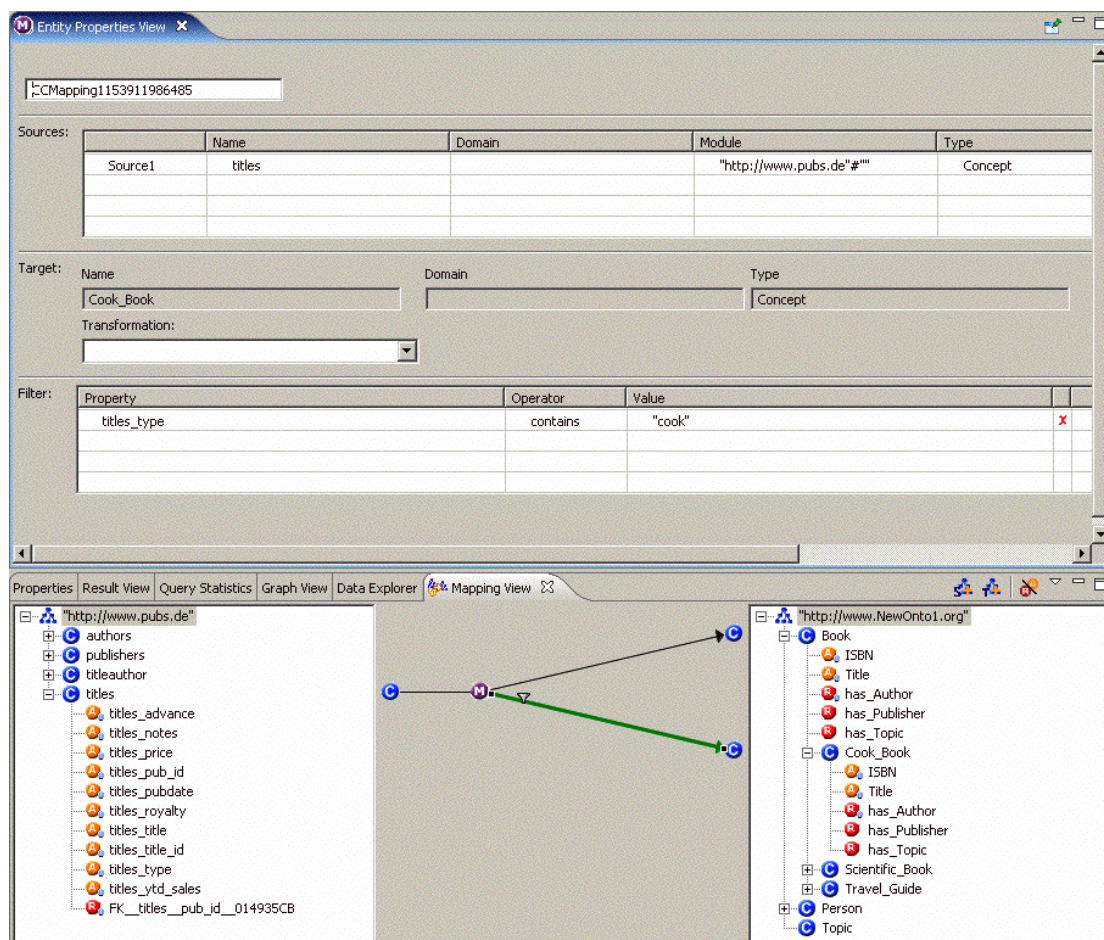 M Entity Properties View
CCMapping1153911986485
Sources:
Name Domain Module Type
Source1 titles "http://www.pubs.de"#"" Concept
Target:
Name Domain Type
Cook_Book Concept
Transformation:
Filter:
Property Operator Value
titles_type contains "cook" X
Properties Result View Query Statistics Graph View Data Explorer Mapping View
"http://www.pubs.de"
C authors
C publishers
C titleauthor
C titles
A titles_advance
A titles_notes
A titles_price
A titles_pub_id
A titles_pubdate
A titles_royalty
A titles_title
A titles_title_id
A titles_type
A titles_ytd_sales
R FK__titles__pub_id__014935CB
C
M
C
C
"http://www.NewOnto1.org"
C Book
A ISBN
A Title
R has_Author
R has_Publisher
R has_Topic
C Cook_Book
A ISBN
A Title
R has_Author
R has_Publisher
R has_Topic
C Scientific_Book
C Travel_Guide
C Person
C Topic